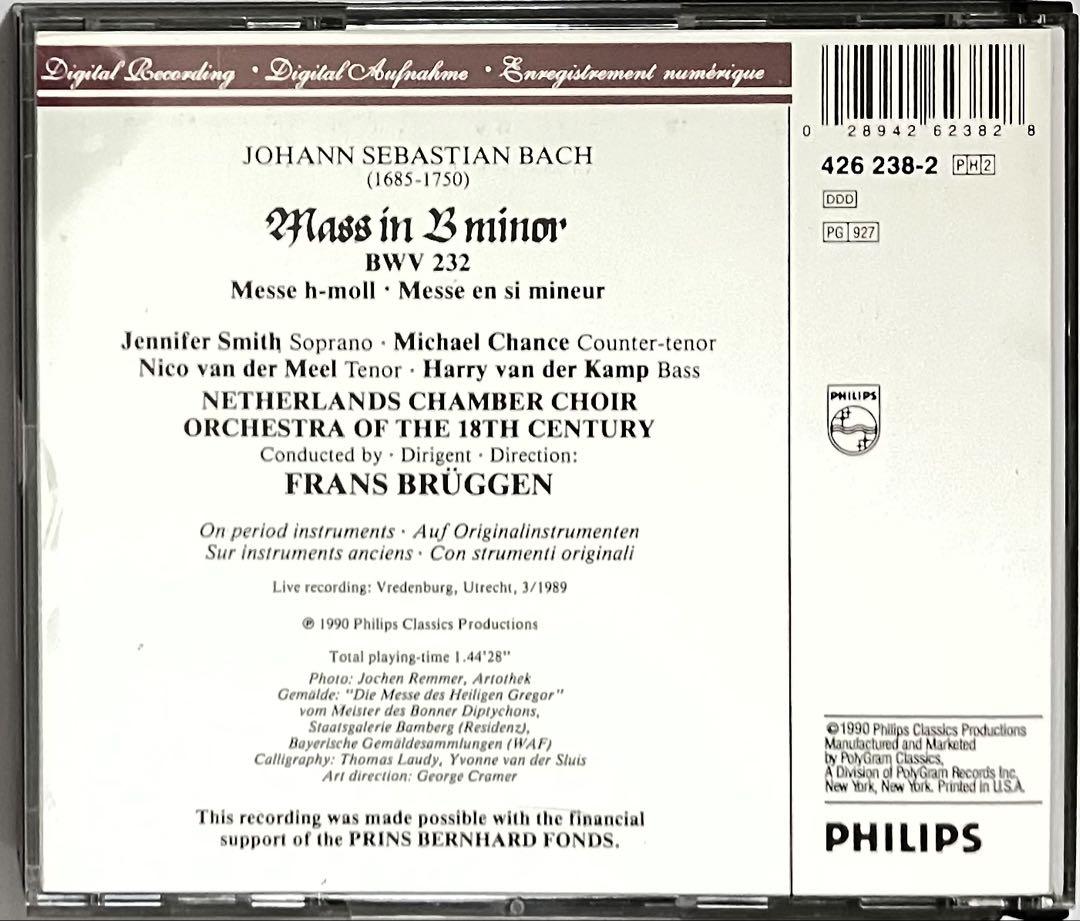 Digital Recording · Digital Aufnahme · Enregistrement numérique
JOHANN SEBASTIAN BACH
(1685-1750)
Mass in B minor
BWV 232
Messe h-moll · Messe en si mineur
Jennifer Smith Soprano · Michael Chance Counter-tenor
Nico van der Meel Tenor · Harry van der Kamp Bass
NETHERLANDS CHAMBER CHOIR
ORCHESTRA OF THE 18TH CENTURY
Conducted by · Dirigent · Direction:
FRANS BRÜGGEN
On period instruments · Auf Originalinstrumenten
Sur instruments anciens · Con strumenti originali
Live recording: Vredenburg, Utrecht, 3/1989
℗ 1990 Philips Classics Productions
Total playing-time 1.44'28"
Photo: Jochen Remmer, Artothek
Gemälde: "Die Messe des Heiligen Gregor"
vom Meister des Bonner Diptychons,
Staatsgalerie Bamberg (Residenz),
Bayerische Gemäldesammlungen (WAF)
Calligraphy: Thomas Laudy, Yvonne van der Sluis
Art direction: George Cramer
This recording was made possible with the financial
support of the PRINS BERNHARD FONDS.
0 28942 62382 8
426 238-2 PH2
DDD
PG 927
PHILIPS
©1990 Philips Classics Productions
Manufactured and Marketed
by PolyGram Classics,
A Division of PolyGram Records Inc.
New York, New York. Printed in U.S.A.
PHILIPS